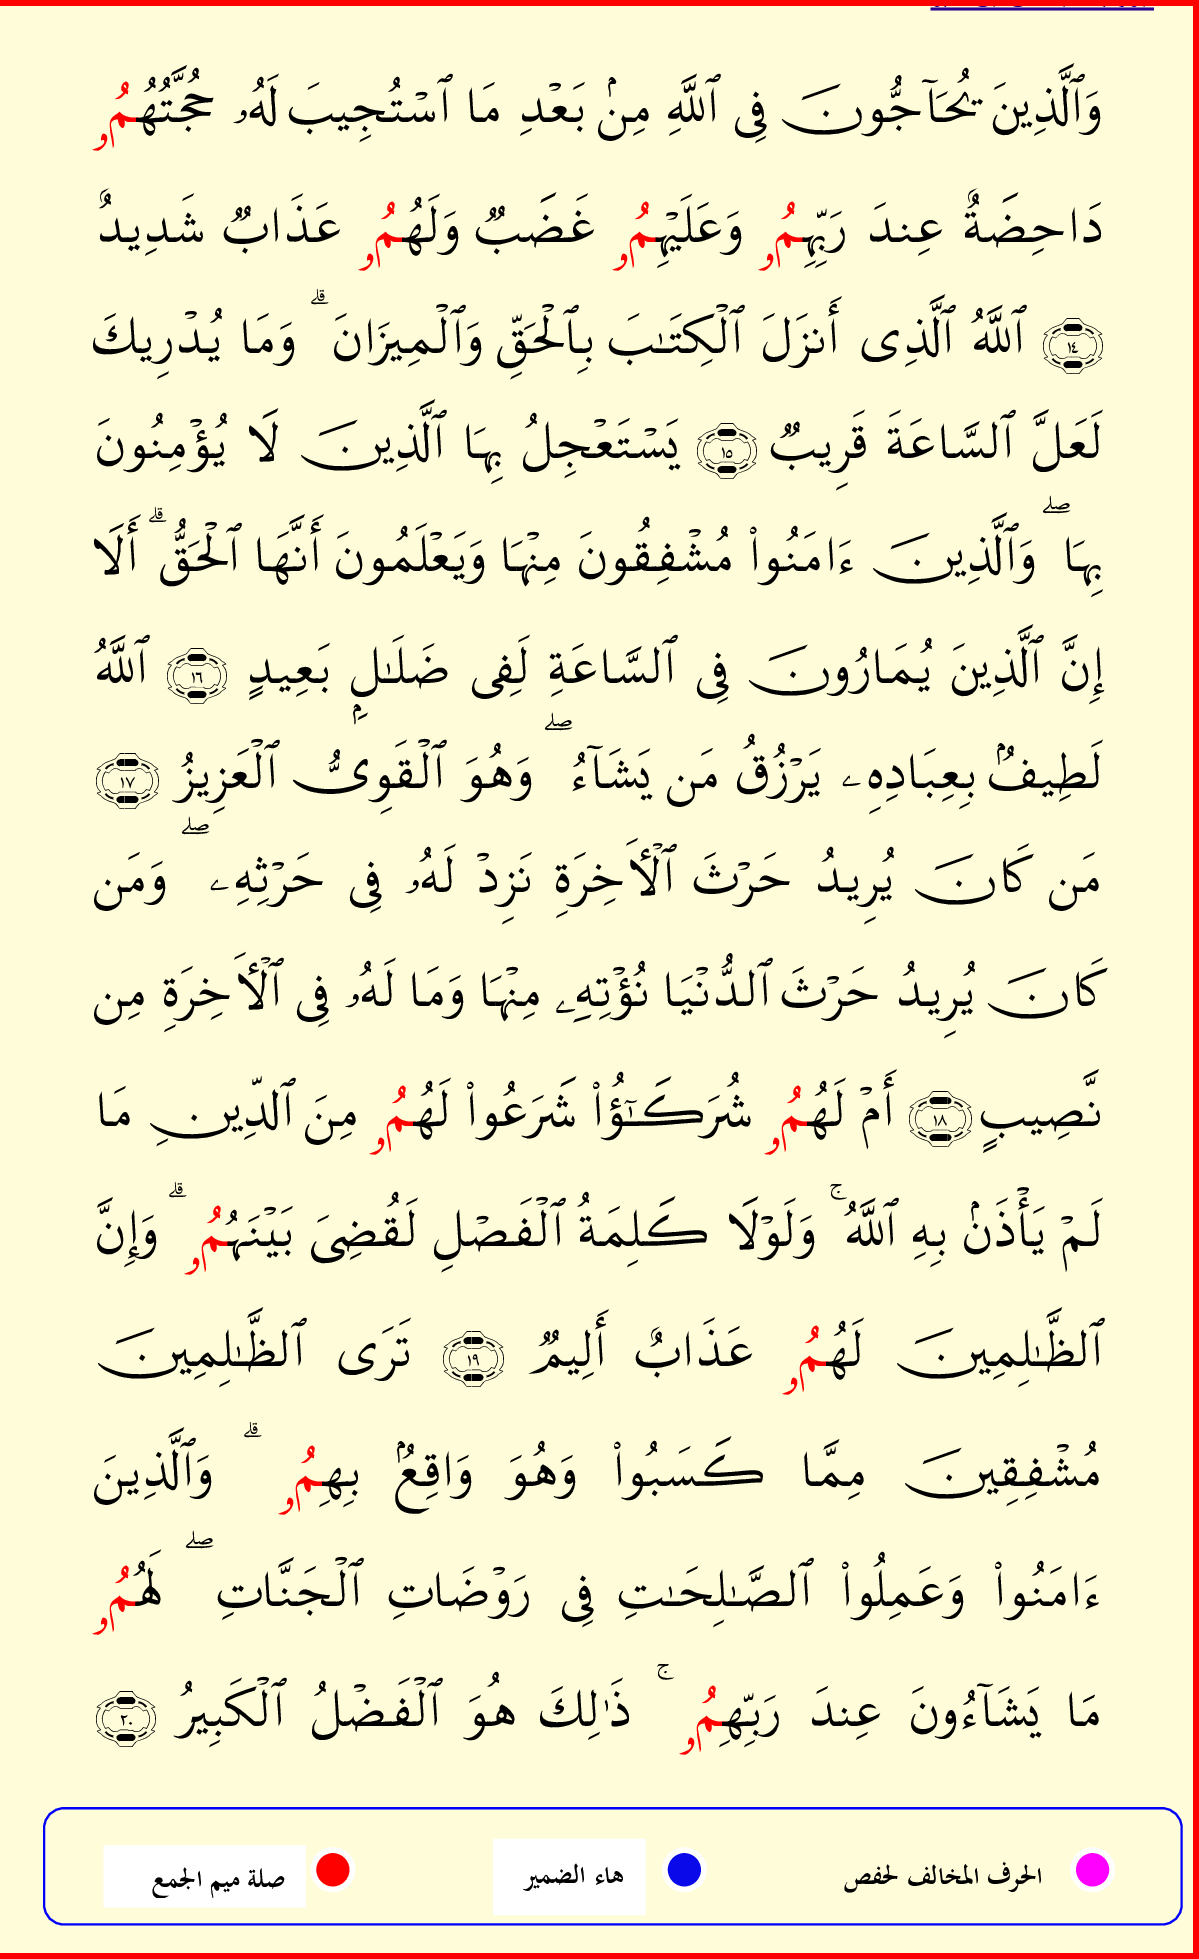 وَٱلَّذِينَ يُحَآجُّونَ فِى ٱللَّهِ مِنۢ بَعْدِ مَا ٱسْتُجِيبَ لَهُۥ حُجَّتُهُمُۥ
دَاحِضَةٌ عِندَ رَبِّهِمُۥ وَعَلَيْهِمُۥ غَضَبٌ وَلَهُمُۥ عَذَابٌ شَدِيدٌ
١٤ ٱللَّهُ ٱلَّذِى أَنزَلَ ٱلْكِتَـٰبَ بِٱلْحَقِّ وَٱلْمِيزَانَ ۗ وَمَا يُدْرِيكَ
لَعَلَّ ٱلسَّاعَةَ قَرِيبٌ ١٥ يَسْتَعْجِلُ بِهَا ٱلَّذِينَ لَا يُؤْمِنُونَ
بِهَا ۖ وَٱلَّذِينَ ءَامَنُوا۟ مُشْفِقُونَ مِنْهَا وَيَعْلَمُونَ أَنَّهَا ٱلْحَقُّ ۗ أَلَا
إِنَّ ٱلَّذِينَ يُمَارُونَ فِى ٱلسَّاعَةِ لَفِى ضَلَـٰلٍۭ بَعِيدٍ ١٦ ٱللَّهُ
لَطِيفٌۢ بِعِبَادِهِۦ يَرْزُقُ مَن يَشَآءُ ۖ وَهُوَ ٱلْقَوِىُّ ٱلْعَزِيزُ ١٧
مَن كَانَ يُرِيدُ حَرْثَ ٱلْأَخِرَةِ نَزِدْ لَهُۥ فِى حَرْثِهِۦ ۖ وَمَن
كَانَ يُرِيدُ حَرْثَ ٱلدُّنْيَا نُؤْتِهِۦ مِنْهَا وَمَا لَهُۥ فِى ٱلْأَخِرَةِ مِن
نَّصِيبٍ ١٨ أَمْ لَهُمُۥ شُرَكَـٰٓؤُا۟ شَرَعُوا۟ لَهُمُۥ مِنَ ٱلدِّينِ مَا
لَمْ يَأْذَنۢ بِهِ ٱللَّهُ ۚ وَلَوْلَا كَلِمَةُ ٱلْفَصْلِ لَقُضِىَ بَيْنَهُمُۥ ۗ وَإِنَّ
ٱلظَّـٰلِمِينَ لَهُمُۥ عَذَابٌ أَلِيمٌ ١٩ تَرَى ٱلظَّـٰلِمِينَ
مُشْفِقِينَ مِمَّا كَسَبُوا۟ وَهُوَ وَاقِعٌۢ بِهِمُۥ ۗ وَٱلَّذِينَ
ءَامَنُوا۟ وَعَمِلُوا۟ ٱلصَّـٰلِحَـٰتِ فِى رَوْضَاتِ ٱلْجَنَّاتِ ۖ لَهُمُۥ
مَا يَشَآءُونَ عِندَ رَبِّهِمُۥ ۚ ذَٰلِكَ هُوَ ٱلْفَضْلُ ٱلْكَبِيرُ ٢٠
الحرف المخالف لحفص هاء الضمير صلة ميم الجمع